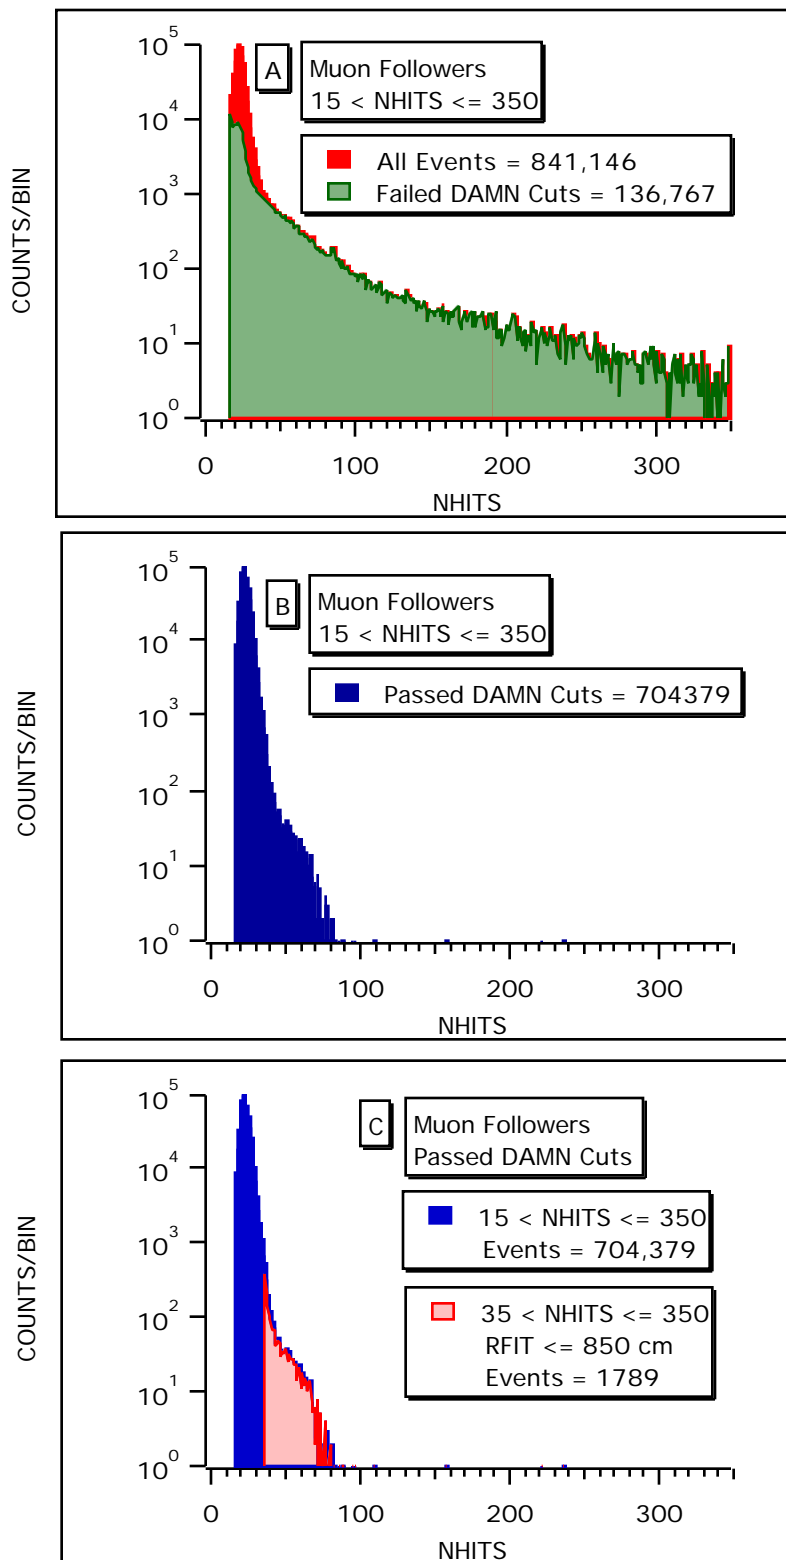 COUNTS/BIN
10^5
10^4
10^3
10^2
10^1
10^0
A
Muon Followers
15 < NHITS <= 350
All Events = 841,146
Failed DAMN Cuts = 136,767
0 100 200 300
NHITS
COUNTS/BIN
10^5
10^4
10^3
10^2
10^1
10^0
B
Muon Followers
15 < NHITS <= 350
Passed DAMN Cuts = 704379
0 100 200 300
NHITS
COUNTS/BIN
10^5
10^4
10^3
10^2
10^1
10^0
C
Muon Followers
Passed DAMN Cuts
15 < NHITS <= 350
Events = 704,379
35 < NHITS <= 350
RFIT <= 850 cm
Events = 1789
0 100 200 300
NHITS